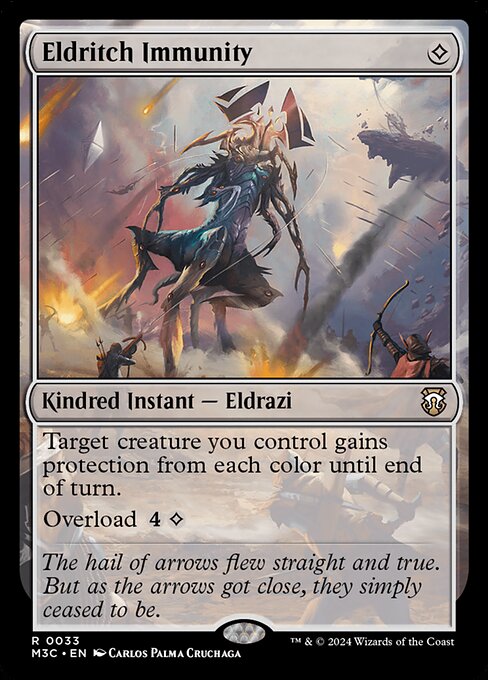 Eldritch Immunity
Kindred Instant — Eldrazi
Target creature you control gains
protection from each color until end
of turn.
Overload 4
The hail of arrows flew straight and true.
But as the arrows got close, they simply
ceased to be.
R 0033
™ & © 2024 Wizards of the Coast
M3C • EN CARLOS PALMA CRUCHAGA